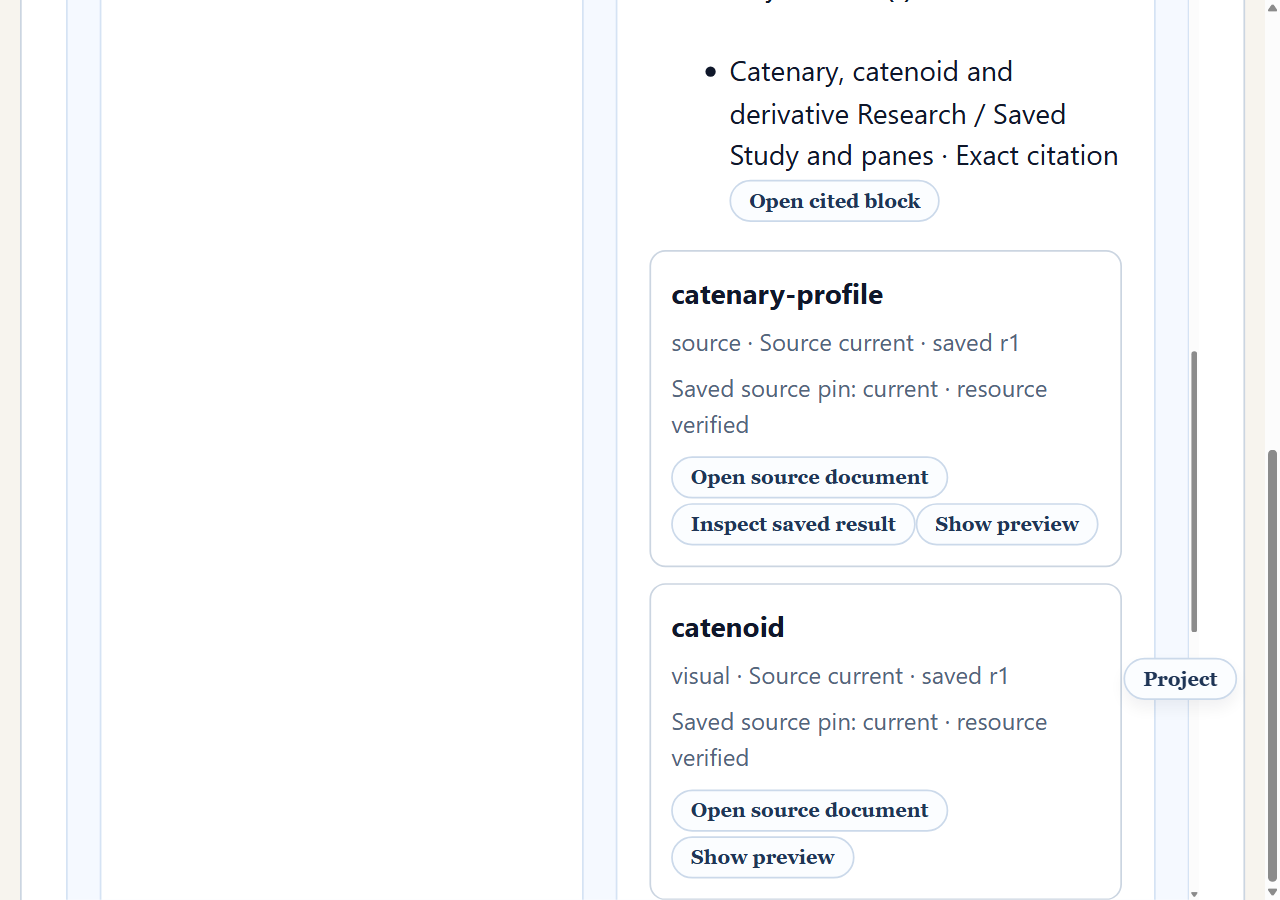 Catenary, catenoid and
derivative Research / Saved
Study and panes · Exact citation
Open cited block
catenary-profile
source · Source current · saved r1
Saved source pin: current · resource
verified
Open source document
Inspect saved result Show preview
catenoid
visual · Source current · saved r1
Project
Saved source pin: current · resource
verified
Open source document
Show preview